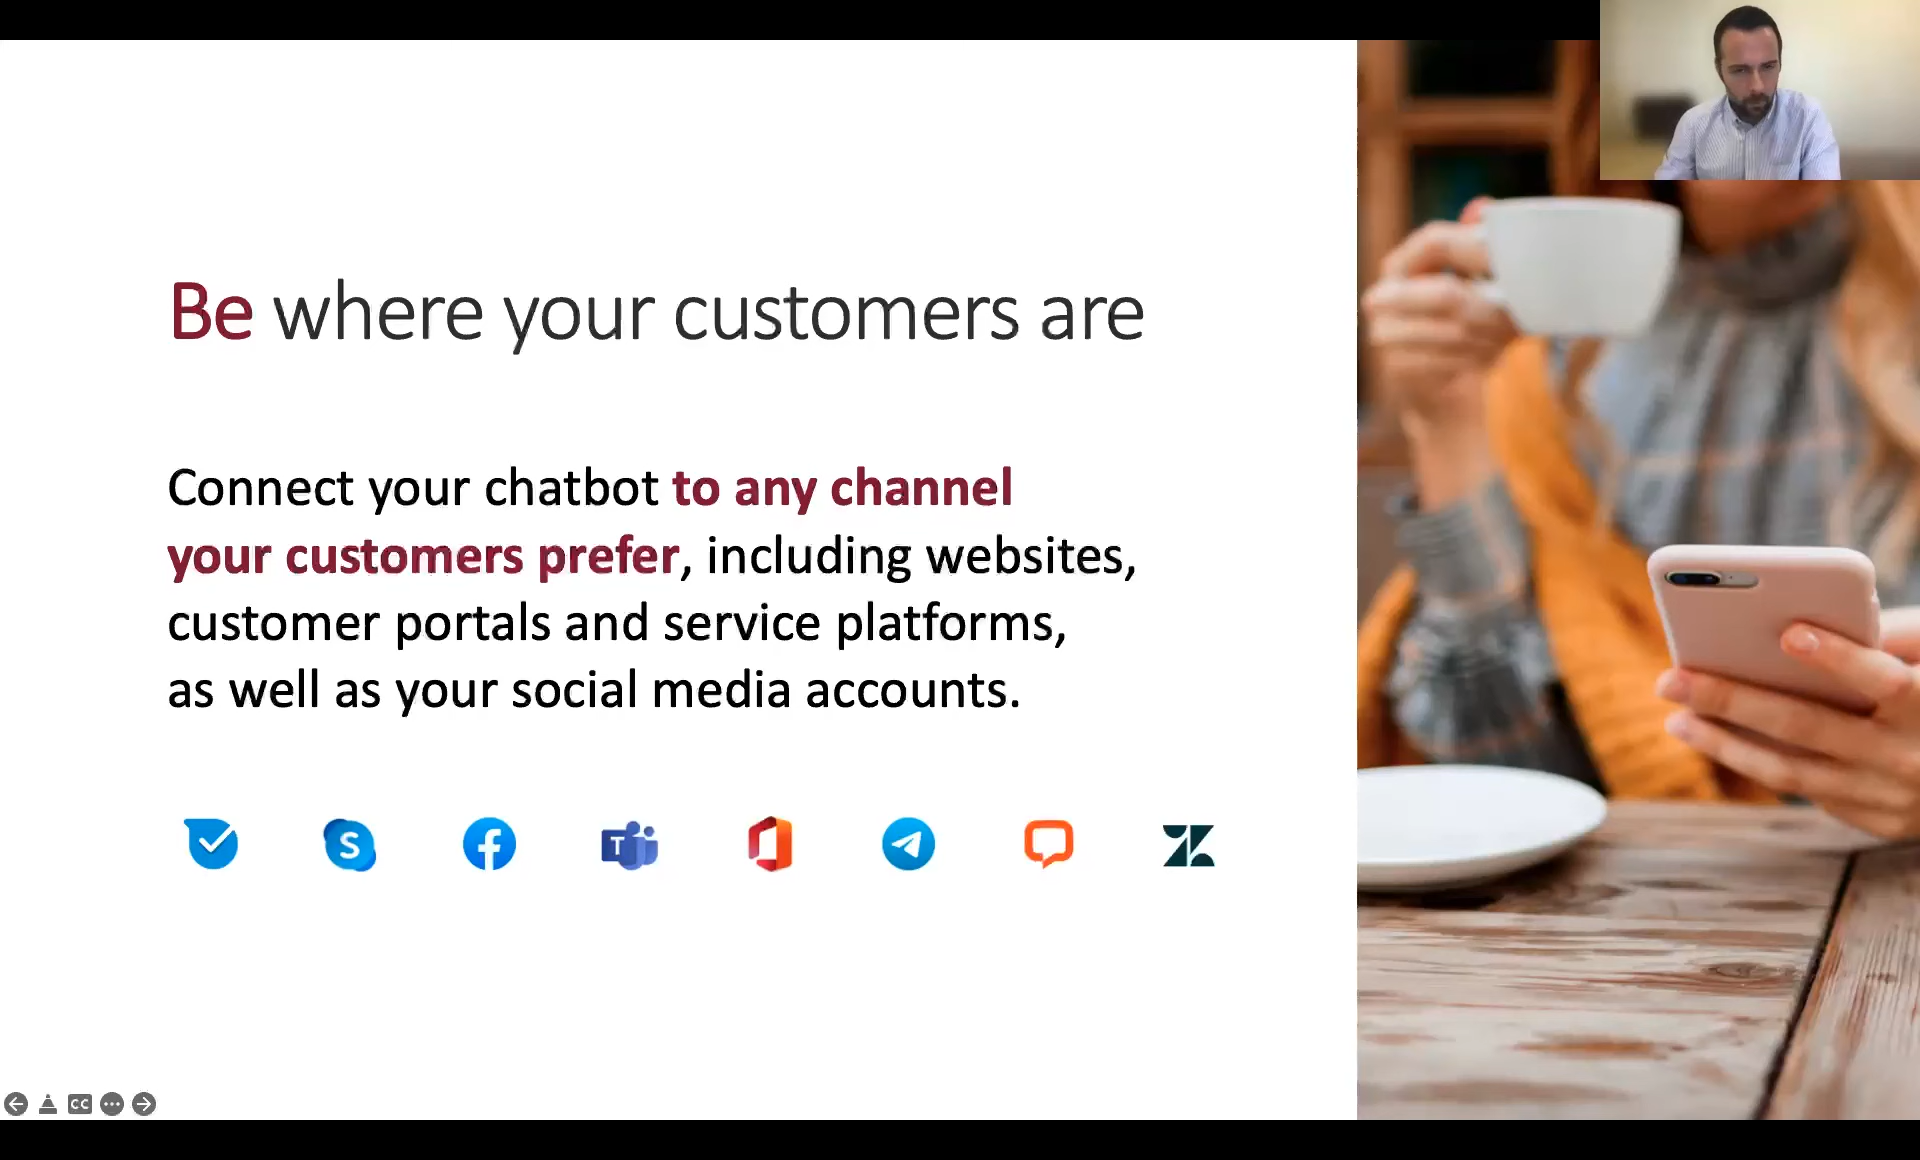 Be where your customers are
Connect your chatbot to any channel
your customers prefer, including websites,
customer portals and service platforms,
as well as your social media accounts.
S
T
CC